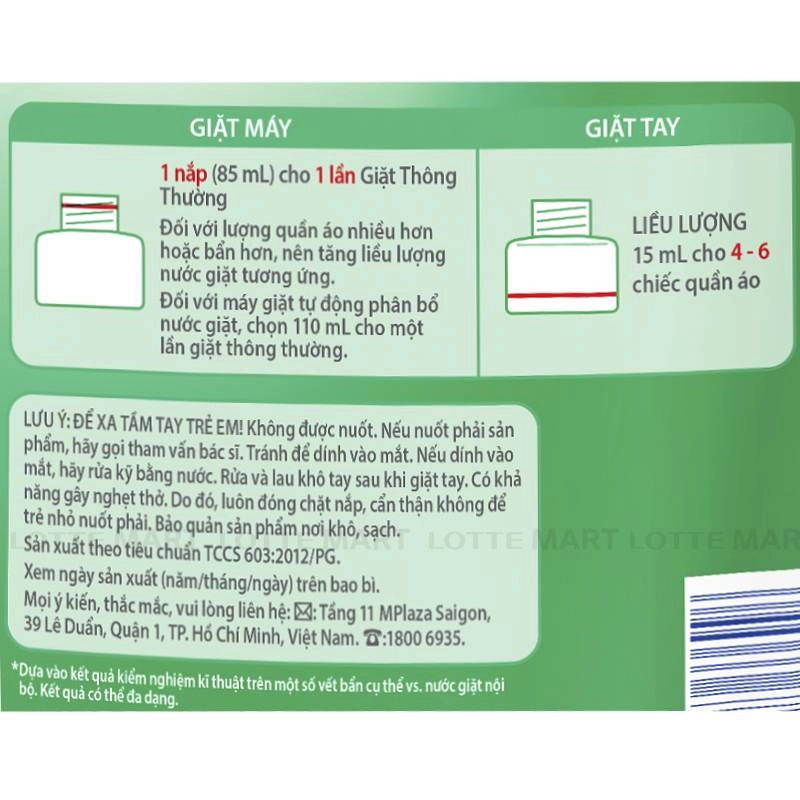 GIẶT MÁY
1 nắp (85 mL) cho 1 lần Giặt Thông
Thường
Đối với lượng quần áo nhiều hơn
hoặc bẩn hơn, nên tăng liều lượng
nước giặt tương ứng.
Đối với máy giặt tự động phân bổ
nước giặt, chọn 110 mL cho một
lần giặt thông thường.
GIẶT TAY
LIỀU LƯỢNG
15 mL cho 4 - 6
chiếc quần áo
LƯU Ý: ĐỂ XA TẦM TAY TRẺ EM! Không được nuốt. Nếu nuốt phải sản
phẩm, hãy gọi tham vấn bác sĩ. Tránh để dính vào mắt. Nếu dính vào
mắt, hãy rửa kỹ bằng nước. Rửa và lau khô tay sau khi giặt tay. Có khả
năng gây nghẹt thở. Do đó, luôn đóng chặt nắp, cẩn thận không để
trẻ nhỏ nuốt phải. Bảo quản sản phẩm nơi khô, sạch.
LOTTE MART LOTTE MART LOTTE MAR
Sản xuất theo tiêu chuẩn TCCS 603:2012/PG.
Xem ngày sản xuất (năm/tháng/ngày) trên bao bì.
Mọi ý kiến, thắc mắc, vui lòng liên hệ: ✉: Tầng 11 MPlaza Saigon,
39 Lê Duẩn, Quận 1, TP. Hồ Chí Minh, Việt Nam. ☎:1800 6935.
*Dựa vào kết quả kiểm nghiệm kĩ thuật trên một số vết bẩn cụ thể vs. nước giặt nội
bộ. Kết quả có thể đa dạng.